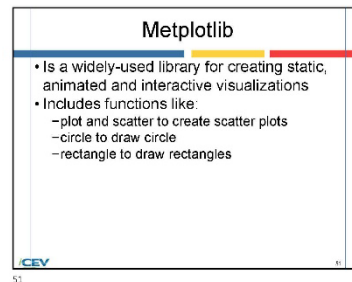 Metplotlib
• Is a widely-used library for creating static,
animated and interactive visualizations
• Includes functions like:
–plot and scatter to create scatter plots
–circle to draw circle
–rectangle to draw rectangles
iCEV
51
51